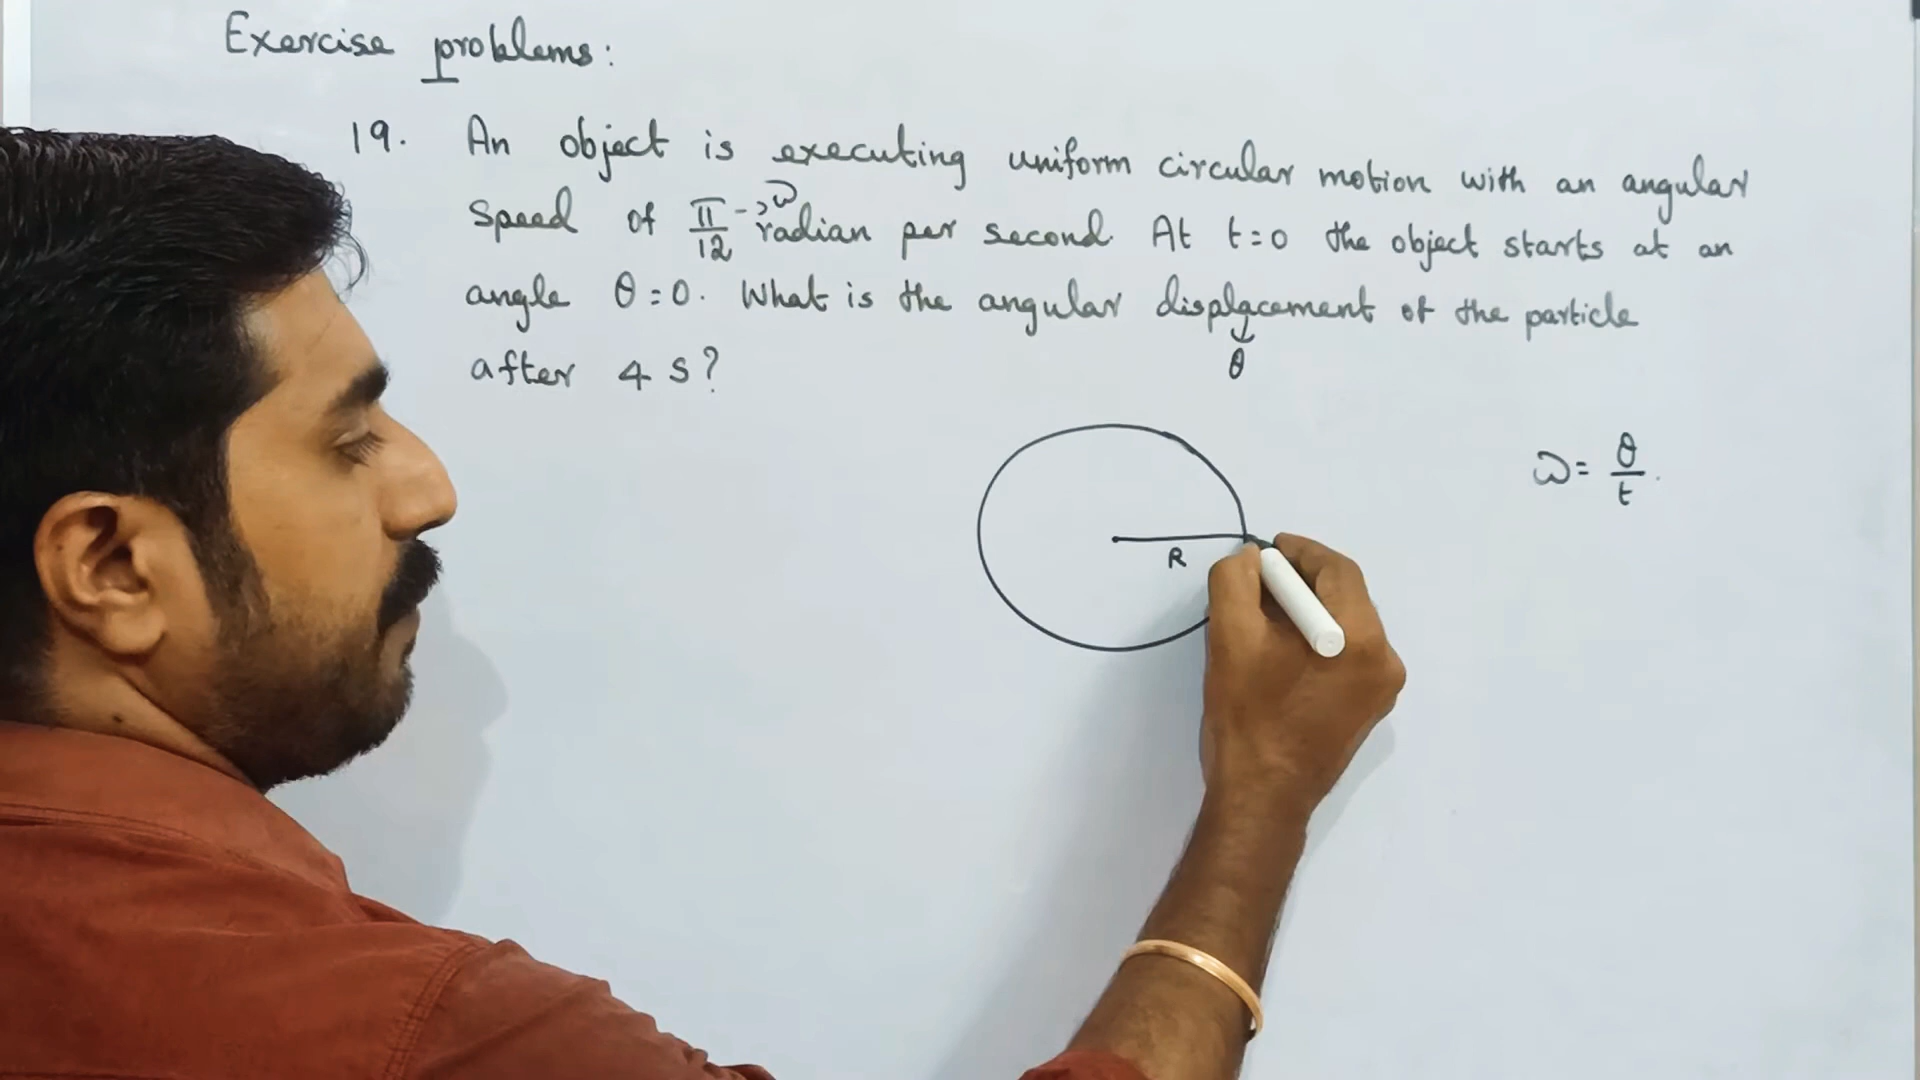 Exercise problems:
19. An object is executing uniform circular motion with an angular
speed of π/12 → ω radian per second. At t=0 the object starts at an
angle θ=0. What is the angular displacement of the particle
↓
θ
after 4 s?
ω = θ/t.
R